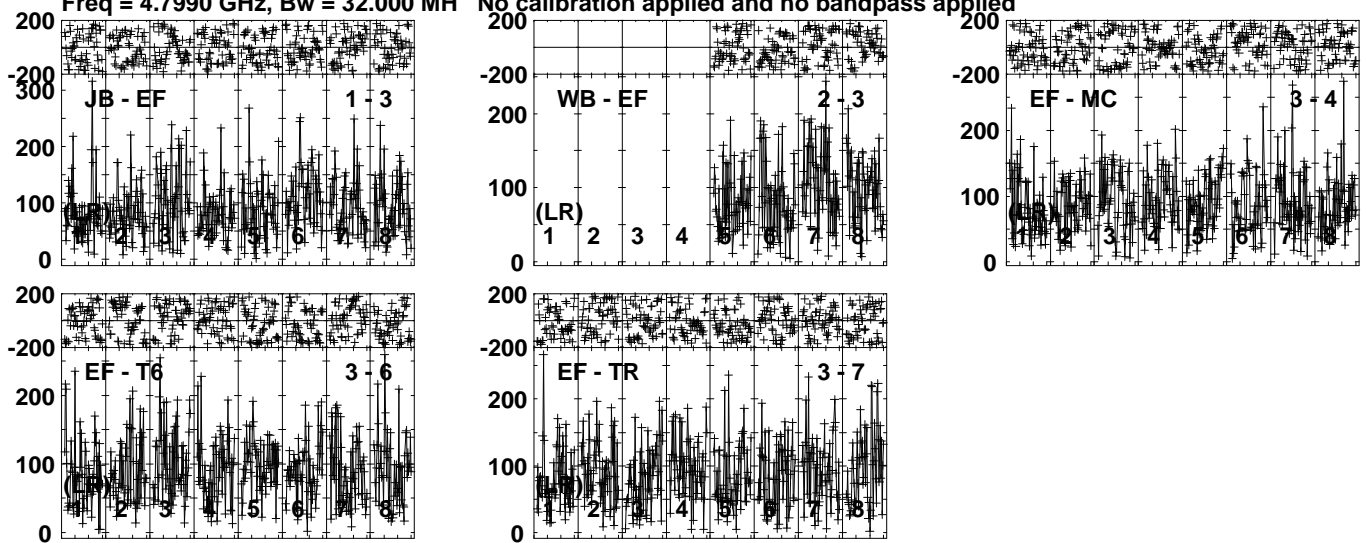 Freq = 4.7990 GHz, Bw = 32.000 MH No calibration applied and no bandpass applied
200
-200
JB - EF 1 - 3
300
200
100
0
(LR)
1 2 3 4 5 6 7 8
-200
WB - EF 2 - 3
200
100
0
(LR)
1 2 3 4 5 6 7 8
200
-200
EF - MC 3 - 4
200
100
0
(LR)
1 2 3 4 5 6 7 8
200
-200
EF - T6 3 - 6
200
100
0
(LR)
1 2 3 4 5 6 7 8
200
-200
EF - TR 3 - 7
200
100
0
(LR)
1 2 3 4 5 6 7 8